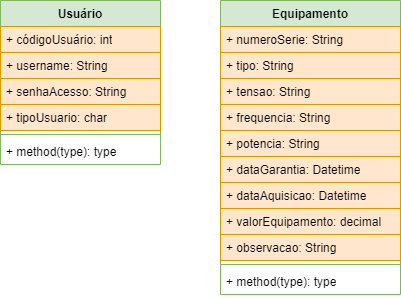 Usuário
+ códigoUsuário: int
+ username: String
+ senhaAcesso: String
+ tipoUsuario: char
+ method(type): type
Equipamento
+ numeroSerie: String
+ tipo: String
+ tensao: String
+ frequencia: String
+ potencia: String
+ dataGarantia: Datetime
+ dataAquisicao: Datetime
+ valorEquipamento: decimal
+ observacao: String
+ method(type): type